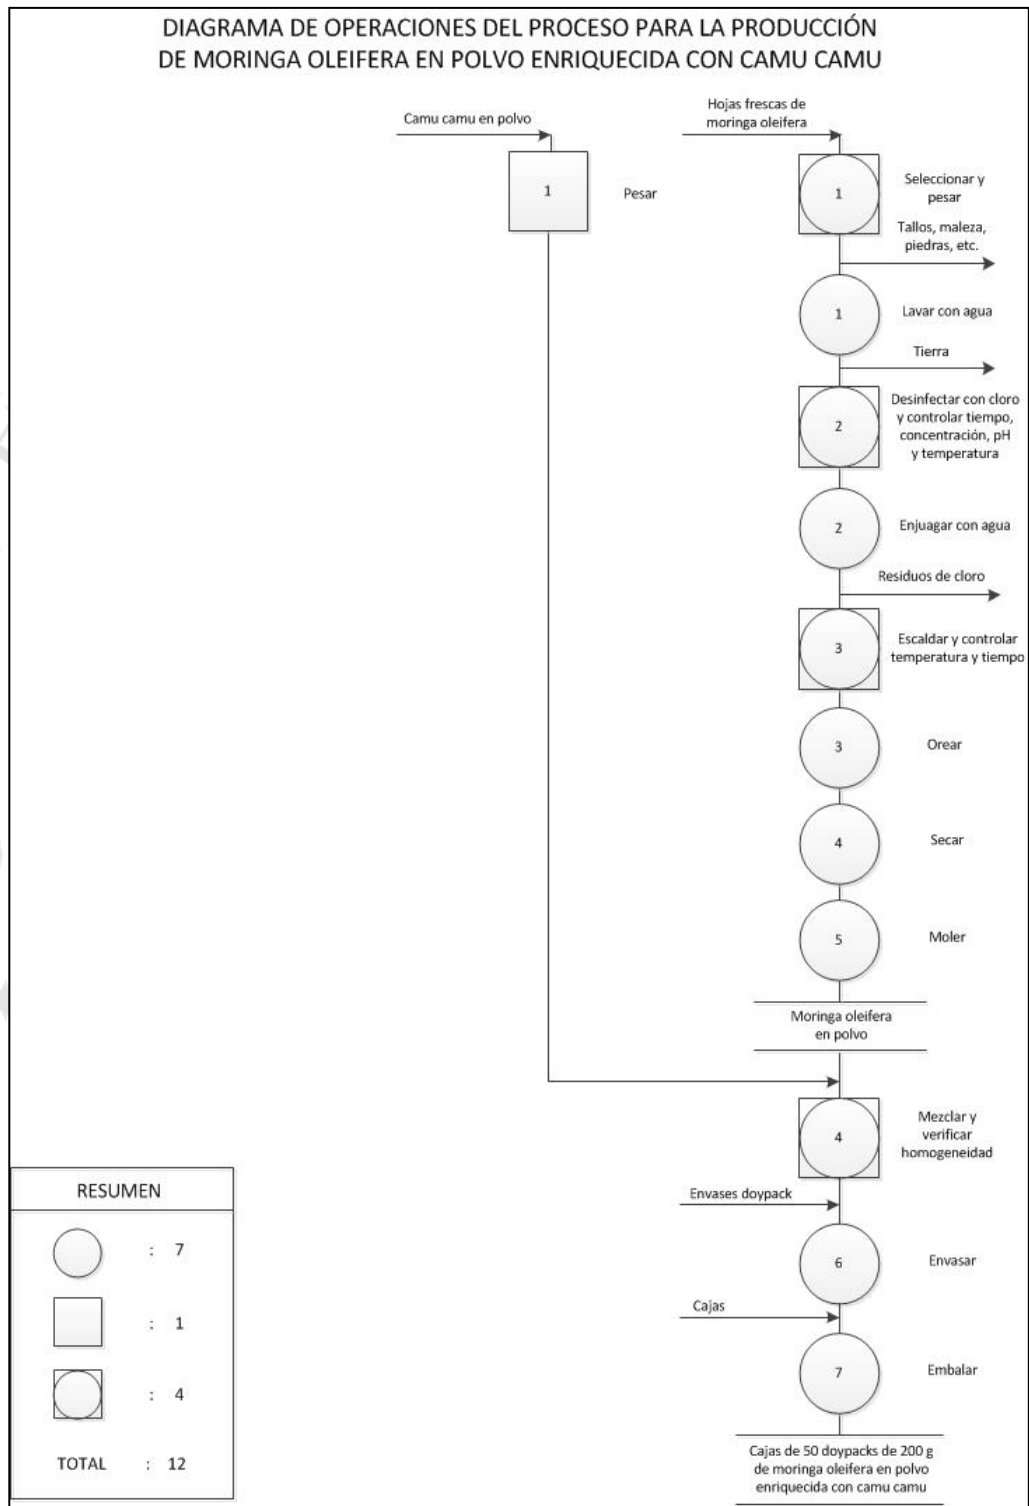 DIAGRAMA DE OPERACIONES DEL PROCESO PARA LA PRODUCCIÓN
DE MORINGA OLEIFERA EN POLVO ENRIQUECIDA CON CAMU CAMU
Camu camu en polvo
1
Pesar
Hojas frescas de
moringa oleifera
1
Seleccionar y
pesar
Tallos, maleza,
piedras, etc.
1
Lavar con agua
Tierra
2
Desinfectar con cloro
y controlar tiempo,
concentración, pH
y temperatura
2
Enjuagar con agua
Residuos de cloro
3
Escaldar y controlar
temperatura y tiempo
3
Orear
4
Secar
5
Moler
Moringa oleifera
en polvo
4
Mezclar y
verificar
homogeneidad
Envases doypack
6
Envasar
Cajas
7
Embalar
Cajas de 50 doypacks de 200 g
de moringa oleifera en polvo
enriquecida con camu camu
RESUMEN
: 7
: 1
: 4
TOTAL : 12